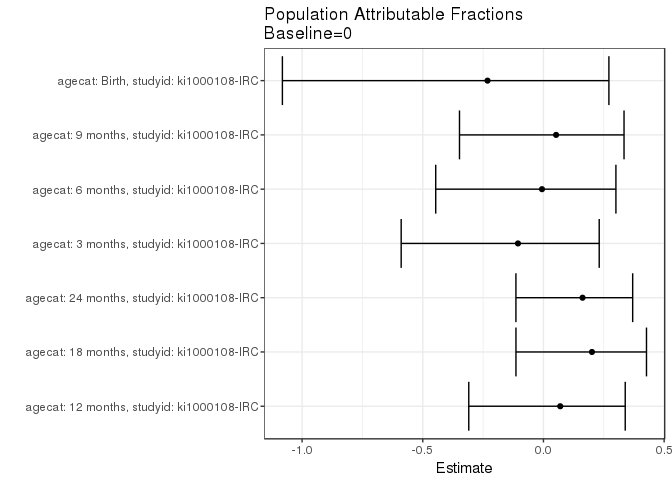 Population Attributable Fractions
Baseline=0
agecat: Birth, studyid: ki1000108-IRC
agecat: 9 months, studyid: ki1000108-IRC
agecat: 6 months, studyid: ki1000108-IRC
agecat: 3 months, studyid: ki1000108-IRC
agecat: 24 months, studyid: ki1000108-IRC
agecat: 18 months, studyid: ki1000108-IRC
agecat: 12 months, studyid: ki1000108-IRC
-1.0 -0.5 0.0 0.5
Estimate